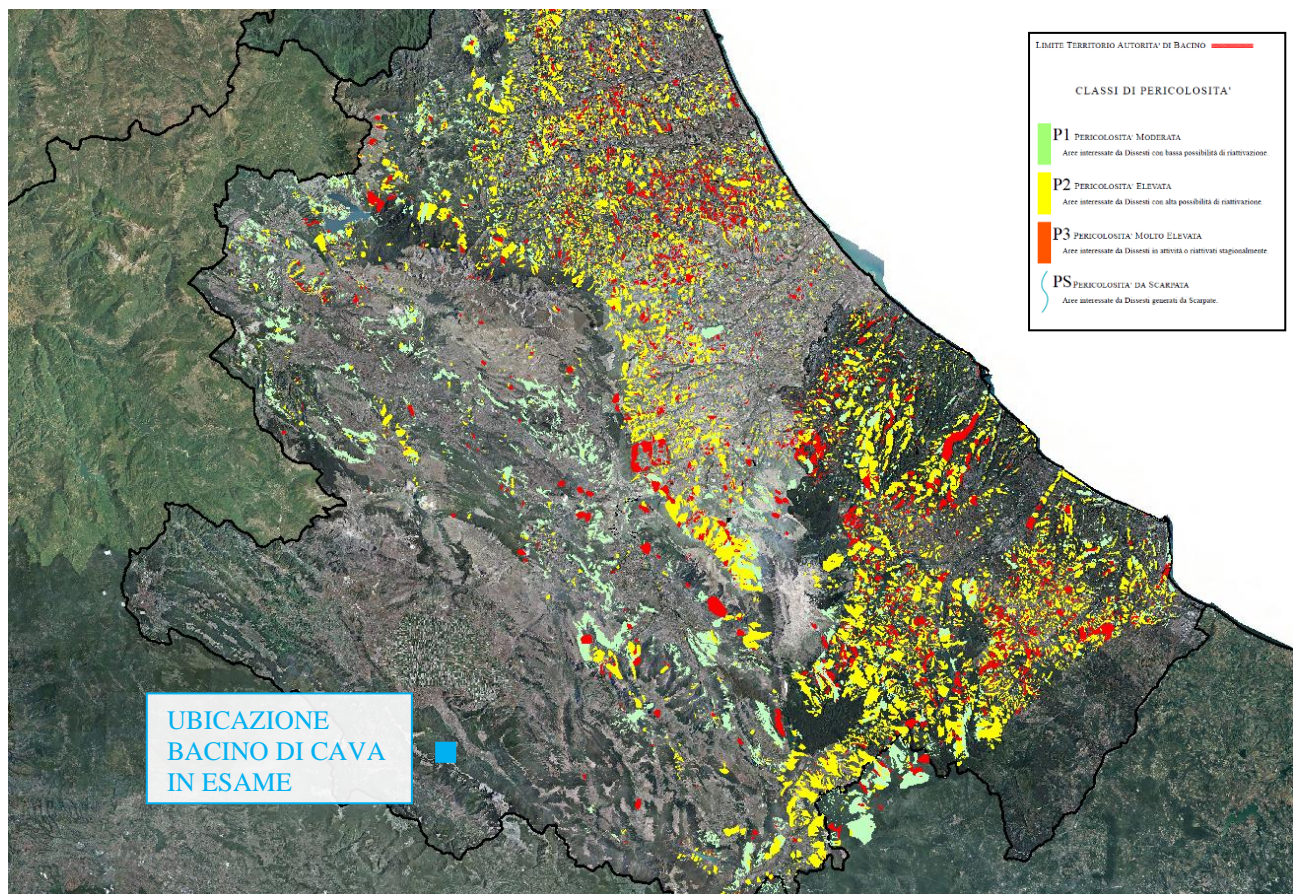 LIMITE TERRITORIO AUTORITA' DI BACINO
CLASSI DI PERICOLOSITA'
P1 PERICOLOSITA' MODERATA
Aree interessate da Dissesti con bassa possibilità di riattivazione.
P2 PERICOLOSITA' ELEVATA
Aree interessate da Dissesti con alta possibilità di riattivazione.
P3 PERICOLOSITA' MOLTO ELEVATA
Aree interessate da Dissesti in attività o riattivati stagionalmente.
PS PERICOLOSITA' DA SCARPATA
Aree interessate da Dissesti generati da Scarpate.
UBICAZIONE
BACINO DI CAVA
IN ESAME